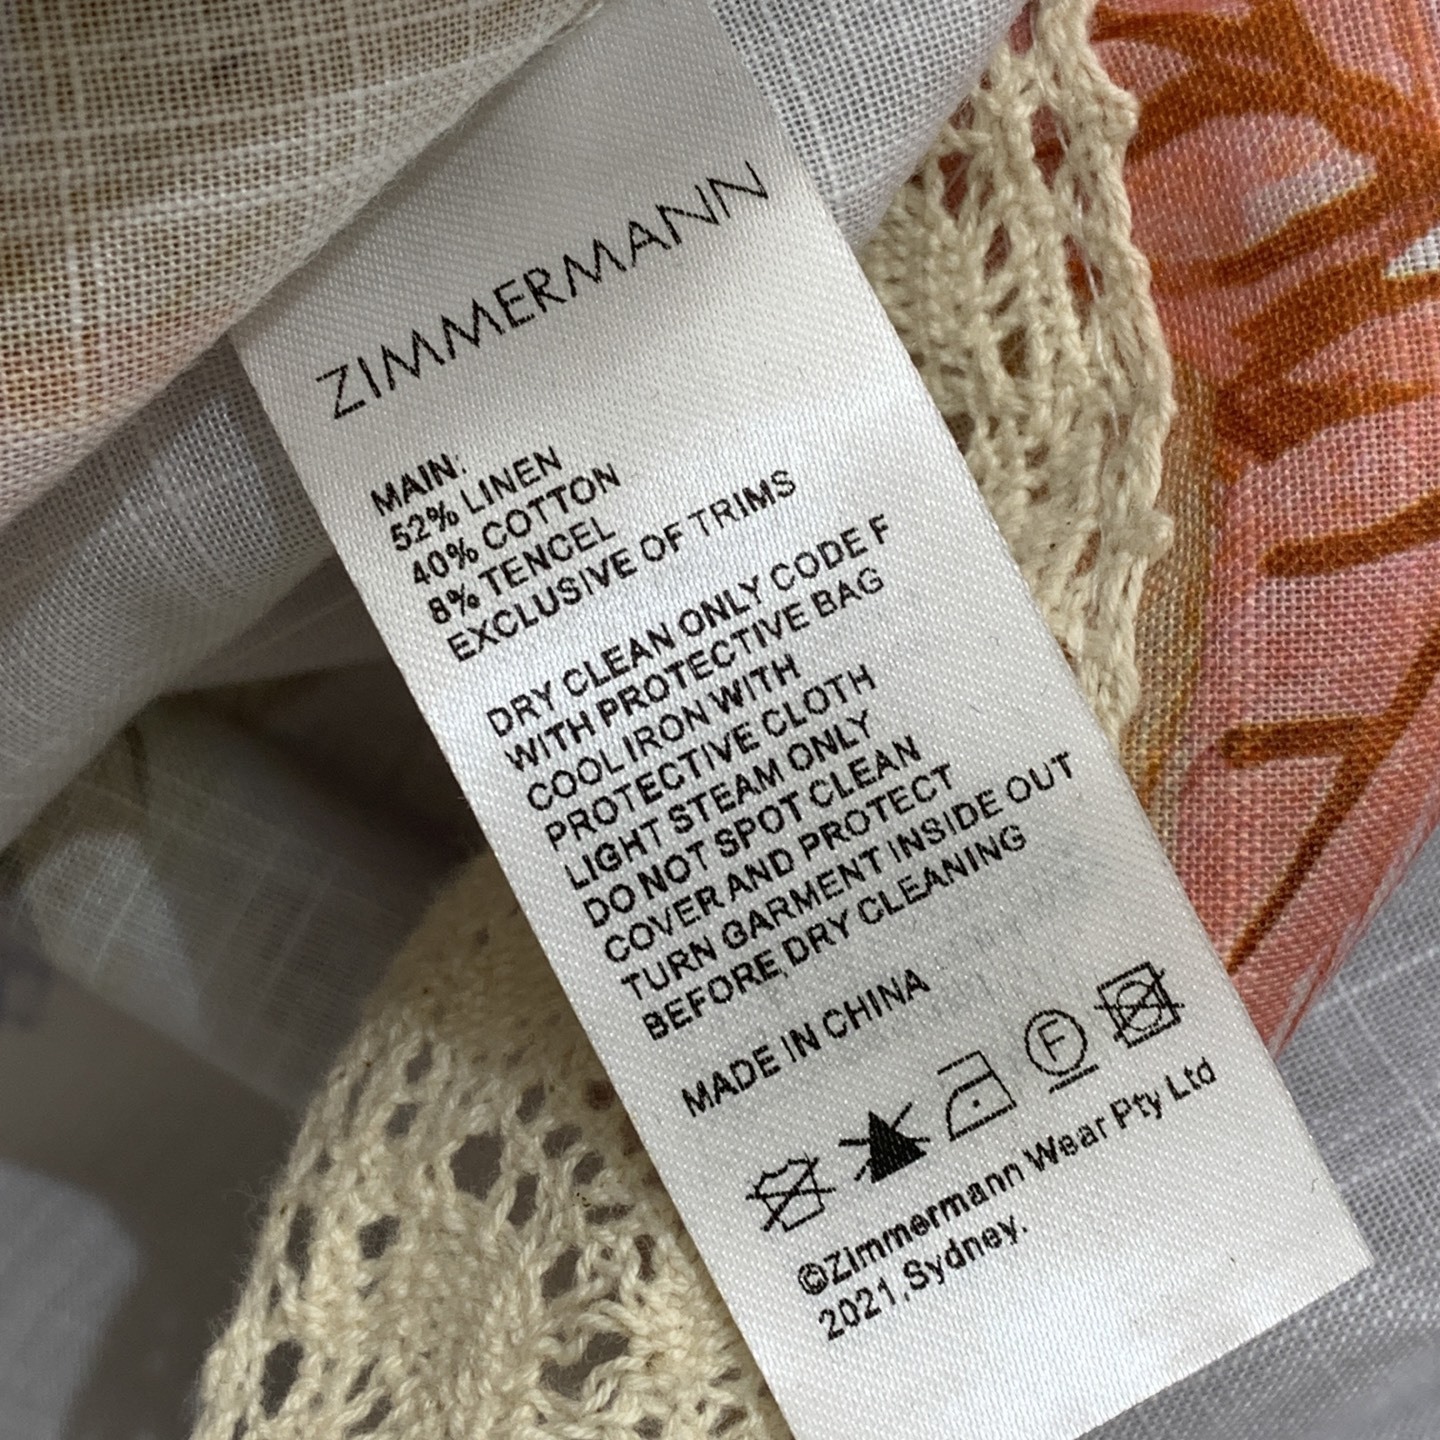 ZIMMERMANN
MAIN:
52% LINEN
40% COTTON
8% TENCEL
EXCLUSIVE OF TRIMS
DRY CLEAN ONLY CODE F
WITH PROTECTIVE BAG
COOL IRON WITH
PROTECTIVE CLOTH
LIGHT STEAM ONLY
DO NOT SPOT CLEAN
COVER AND PROTECT
TURN GARMENT INSIDE OUT
BEFORE DRY CLEANING
MADE IN CHINA
F
©Zimmermann Wear Pty Ltd
2021,Sydney.